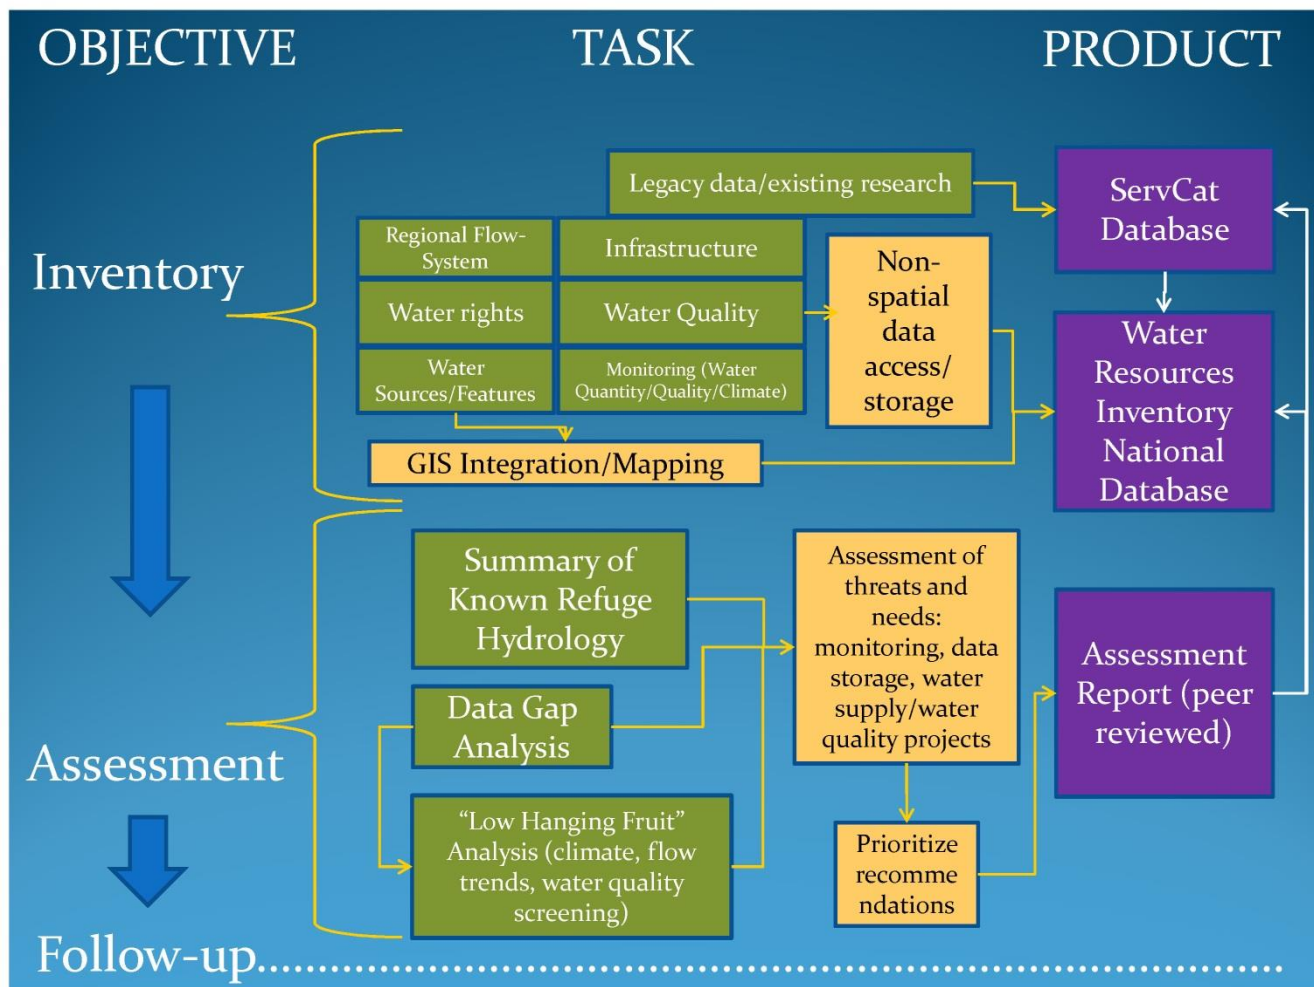 OBJECTIVE
TASK
PRODUCT
Inventory
Legacy data/existing research
ServCat
Database
Regional Flow-
System
Infrastructure
Water rights
Water Quality
Water
Sources/Features
Monitoring (Water
Quantity/Quality/Climate)
Non-
spatial
data
access/
storage
GIS Integration/Mapping
Water
Resources
Inventory
National
Database
Assessment
Summary of
Known Refuge
Hydrology
Data Gap
Analysis
“Low Hanging Fruit”
Analysis (climate, flow
trends, water quality
screening)
Assessment of
threats and
needs:
monitoring, data
storage, water
supply/water
quality projects
Prioritize
recomme
ndations
Assessment
Report (peer
reviewed)
Follow-up..............................................................................